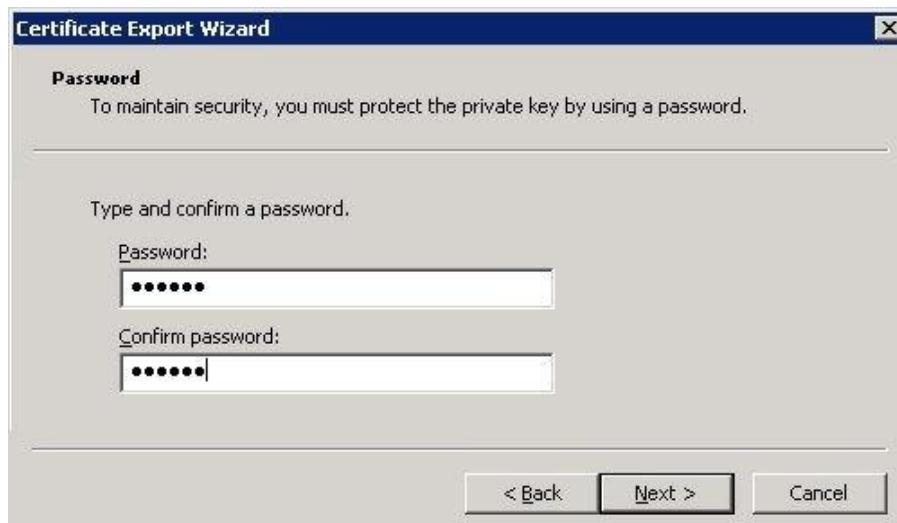 Certificate Export Wizard
Password
To maintain security, you must protect the private key by using a password.
Type and confirm a password.
Password:
••••••
Confirm password:
••••••
< Back Next > Cancel